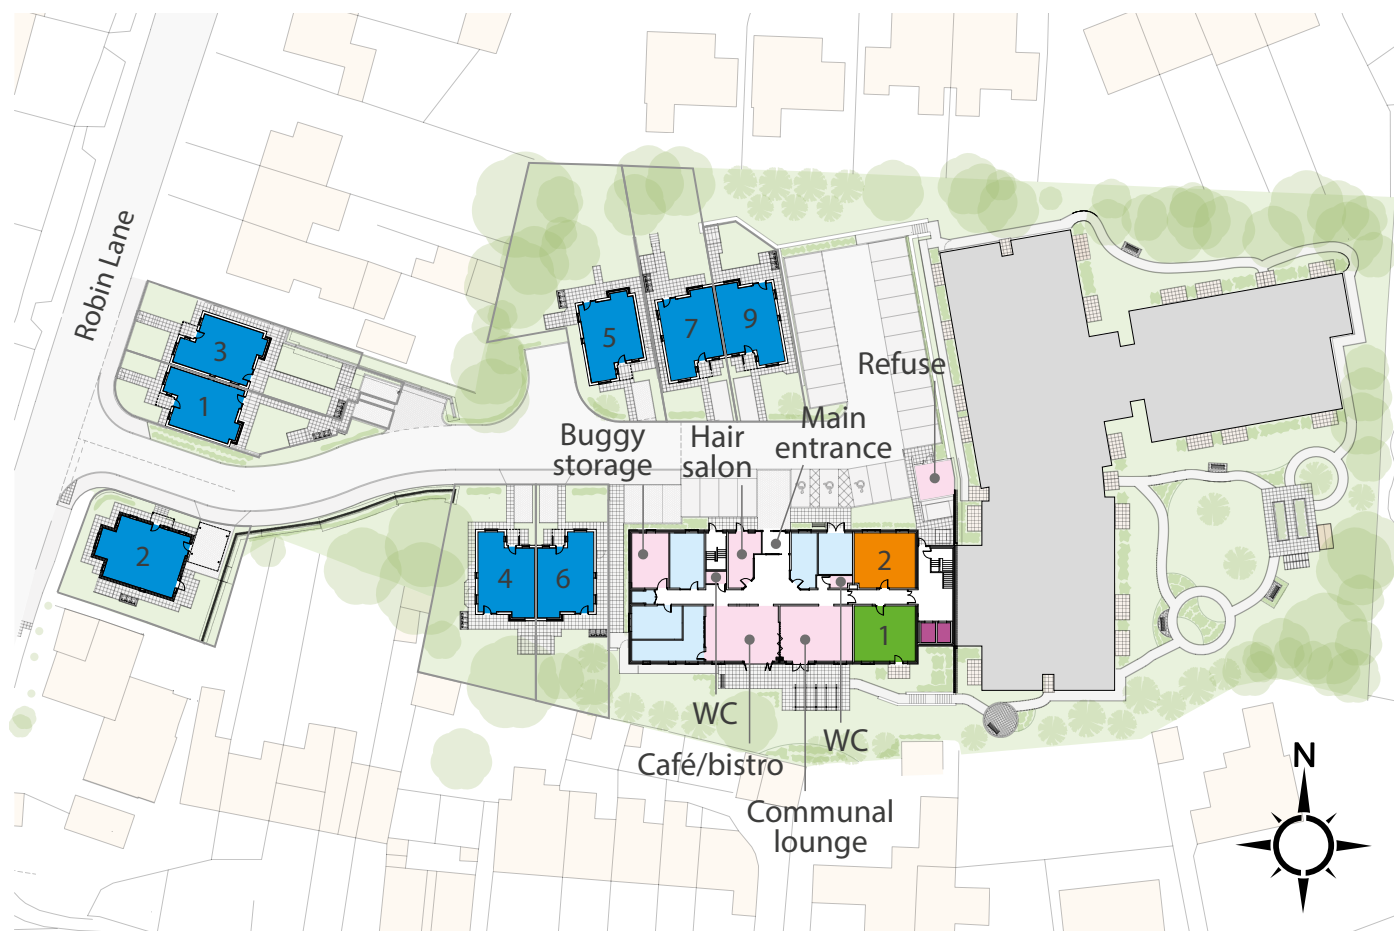 Robin Lane
3
1
2
5
7
9
4
6
Refuse
Main
entrance
Buggy
storage
Hair
salon
2
1
WC
Café/bistro
WC
Communal
lounge
N